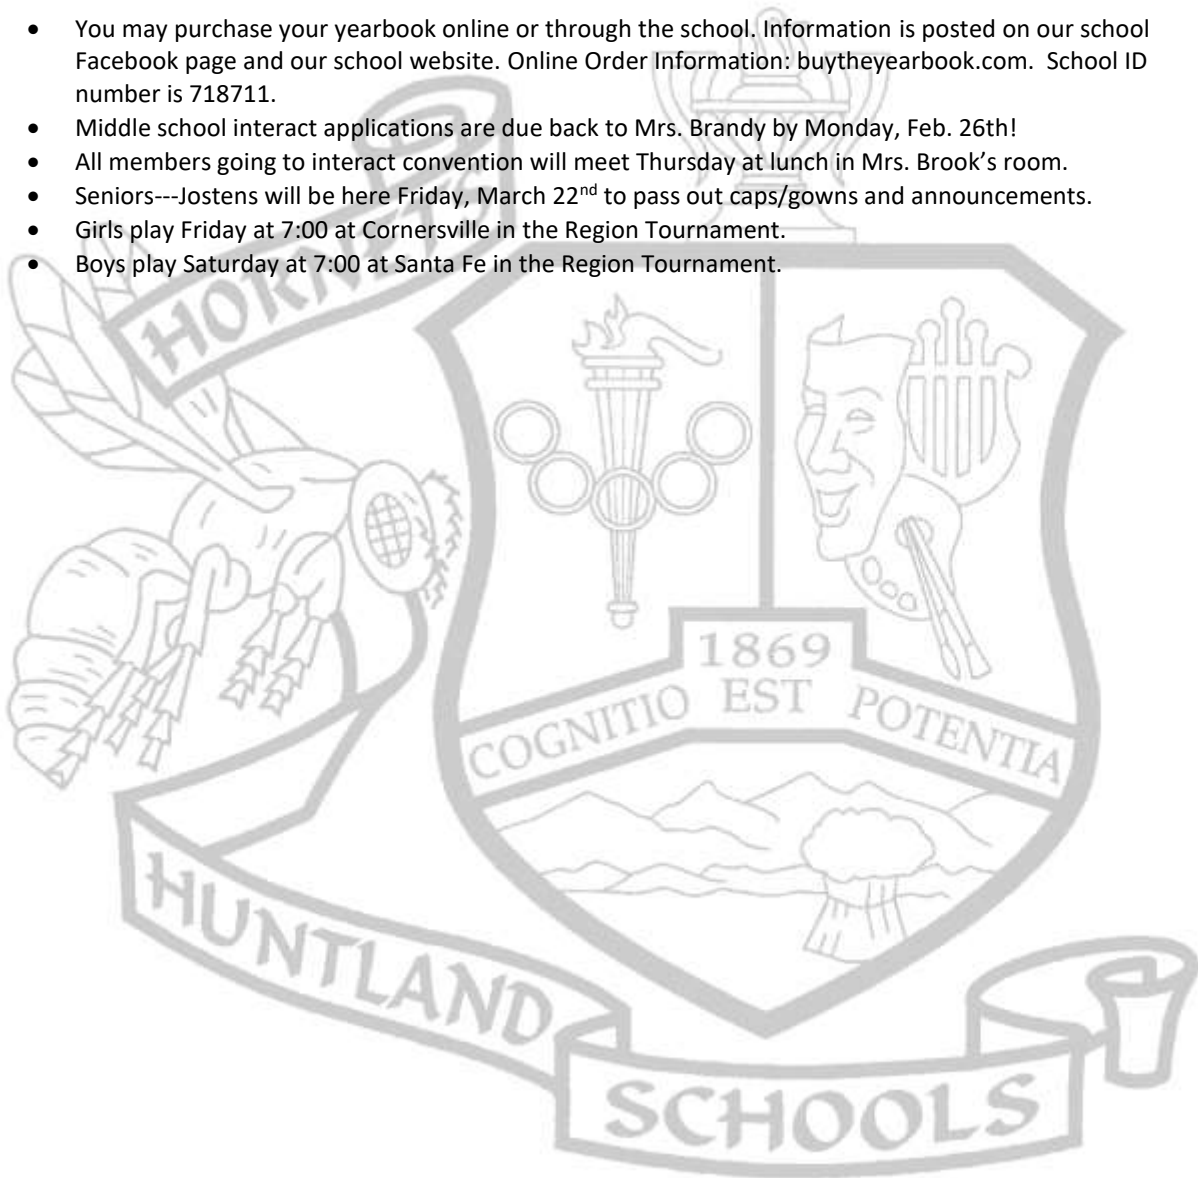 • You may purchase your yearbook online or through the school. Information is posted on our school
Facebook page and our school website. Online Order Information: buytheyearbook.com.  School ID
number is 718711.
• Middle school interact applications are due back to Mrs. Brandy by Monday, Feb. 26th!
• All members going to interact convention will meet Thursday at lunch in Mrs. Brook’s room.
• Seniors---Jostens will be here Friday, March 22nd to pass out caps/gowns and announcements.
• Girls play Friday at 7:00 at Cornersville in the Region Tournament.
• Boys play Saturday at 7:00 at Santa Fe in the Region Tournament.
HORNETS
1869
COGNITIO EST POTENTIA
HUNTLAND
SCHOOLS